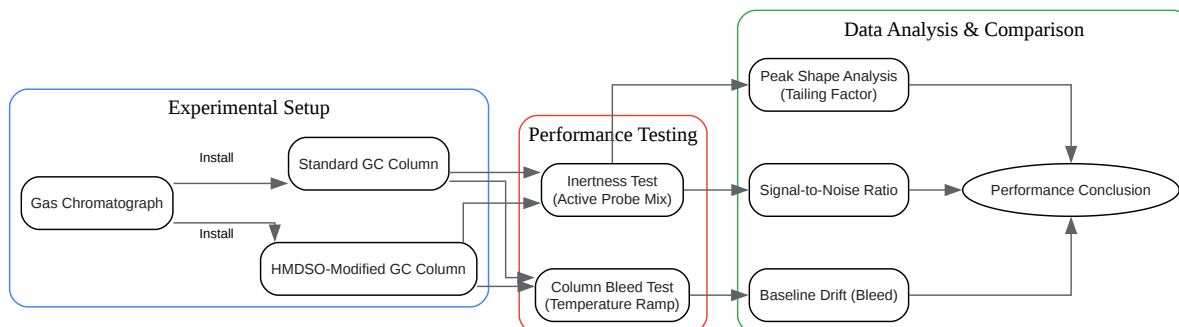 Data Analysis & Comparison
Peak Shape Analysis
(Tailing Factor)
Experimental Setup
Performance Testing
Install
Standard GC Column
Inertness Test
(Active Probe Mix)
Signal-to-Noise Ratio
Performance Conclusion
Gas Chromatograph
Install
HMDSO-Modified GC Column
Column Bleed Test
(Temperature Ramp)
Baseline Drift (Bleed)